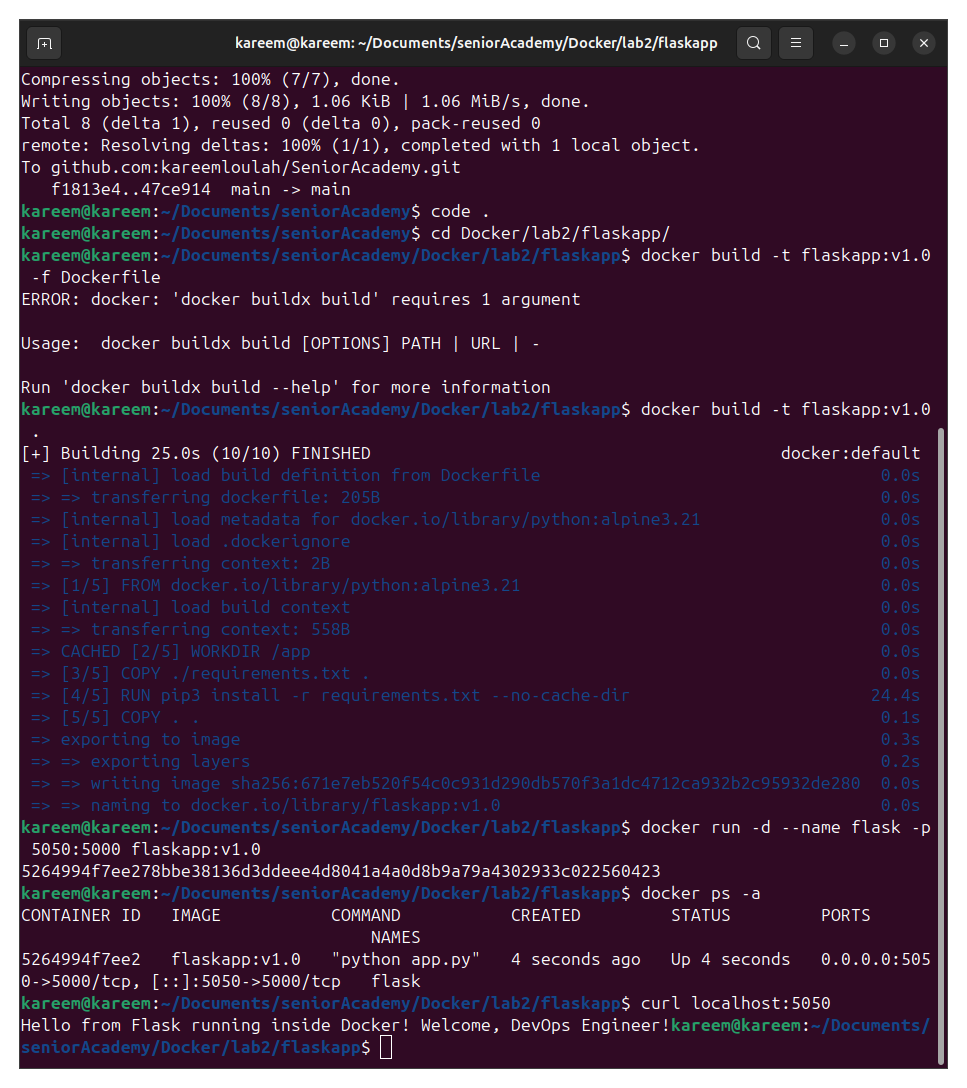 kareem@kareem: ~/Documents/seniorAcademy/Docker/lab2/flaskapp
Compressing objects: 100% (7/7), done.
Writing objects: 100% (8/8), 1.06 KiB | 1.06 MiB/s, done.
Total 8 (delta 1), reused 0 (delta 0), pack-reused 0
remote: Resolving deltas: 100% (1/1), completed with 1 local object.
To github.com:kareemloulah/SeniorAcademy.git
   f1813e4..47ce914  main -> main
kareem@kareem:~/Documents/seniorAcademy$ code .
kareem@kareem:~/Documents/seniorAcademy$ cd Docker/lab2/flaskapp/
kareem@kareem:~/Documents/seniorAcademy/Docker/lab2/flaskapp$ docker build -t flaskapp:v1.0
 -f Dockerfile
ERROR: docker: 'docker buildx build' requires 1 argument

Usage:  docker buildx build [OPTIONS] PATH | URL | -

Run 'docker buildx build --help' for more information
kareem@kareem:~/Documents/seniorAcademy/Docker/lab2/flaskapp$ docker build -t flaskapp:v1.0
 .
[+] Building 25.0s (10/10) FINISHED                                         docker:default
 => [internal] load build definition from Dockerfile                                  0.0s
 => => transferring dockerfile: 205B                                                  0.0s
 => [internal] load metadata for docker.io/library/python:alpine3.21                  0.0s
 => [internal] load .dockerignore                                                     0.0s
 => => transferring context: 2B                                                       0.0s
 => [1/5] FROM docker.io/library/python:alpine3.21                                    0.0s
 => [internal] load build context                                                     0.0s
 => => transferring context: 558B                                                     0.0s
 => CACHED [2/5] WORKDIR /app                                                         0.0s
 => [3/5] COPY ./requirements.txt .                                                   0.0s
 => [4/5] RUN pip3 install -r requirements.txt --no-cache-dir                        24.4s
 => [5/5] COPY . .                                                                    0.1s
 => exporting to image                                                                0.3s
 => => exporting layers                                                               0.2s
 => => writing image sha256:671e7eb520f54c0c931d290db570f3a1dc4712ca932b2c95932de280  0.0s
 => => naming to docker.io/library/flaskapp:v1.0                                      0.0s
kareem@kareem:~/Documents/seniorAcademy/Docker/lab2/flaskapp$ docker run -d --name flask -p
 5050:5000 flaskapp:v1.0
5264994f7ee278bbe38136d3ddeee4d8041a4a0d8b9a79a4302933c022560423
kareem@kareem:~/Documents/seniorAcademy/Docker/lab2/flaskapp$ docker ps -a
CONTAINER ID   IMAGE           COMMAND           CREATED         STATUS         PORTS
                                   NAMES
5264994f7ee2   flaskapp:v1.0   "python app.py"   4 seconds ago   Up 4 seconds   0.0.0.0:505
0->5000/tcp, [::]:5050->5000/tcp   flask
kareem@kareem:~/Documents/seniorAcademy/Docker/lab2/flaskapp$ curl localhost:5050
Hello from Flask running inside Docker! Welcome, DevOps Engineer!kareem@kareem:~/Documents/
seniorAcademy/Docker/lab2/flaskapp$